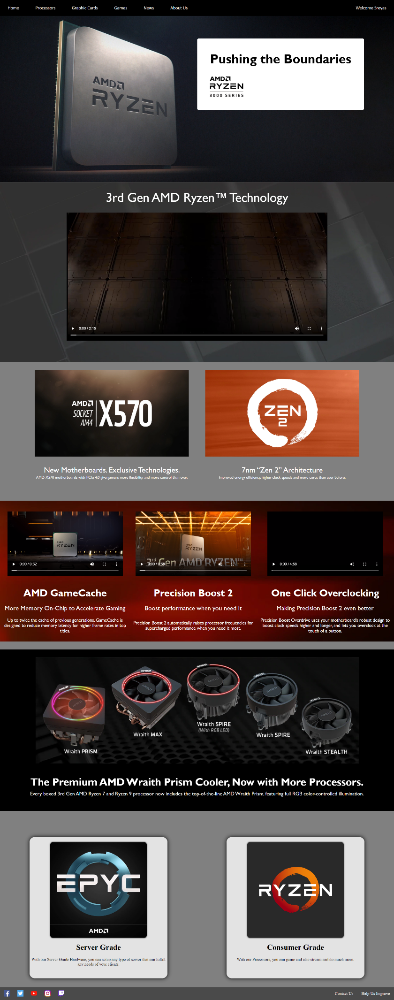 Home Processors Graphic Cards Games News About Us Welcome Sreyas
AMD
RYZEN
Pushing the Boundaries
AMD
RYZEN
3000 SERIES
3rd Gen AMD Ryzen™ Technology
0:00 / 2:15
AMD
SOCKET
AM4
X570
ZEN
2
New Motherboards. Exclusive Technologies.
AMD X570 motherboards with PCIe 4.0 give gamers more flexibility and more control than ever.
7nm “Zen 2” Architecture
Improved energy efficiency, higher clock speeds and more cores than ever before.
AMD
RYZEN
0:00 / 0:52
AMD
RYZEN
3rd Gen AMD RYZEN™
0:00 / 0:58
0:00 / 4:58
AMD GameCache
More Memory On-Chip to Accelerate Gaming
Up to twice the cache of previous generations, GameCache is
designed to reduce memory latency for higher frame rates in top
titles.
Precision Boost 2
Boost performance when you need it
Precision Boost 2 automatically raises processor frequencies for
supercharged performance when you need it most.
One Click Overclocking
Making Precision Boost 2 even better
Precision Boost Overdrive uses your motherboard's robust design to
boost clock speeds higher and longer, and lets you overclock at the
touch of a button.
AMD
AMD
AMD
AMD
AMD
AMD
AMD
AMD
AMD
AMD
Wraith PRISM
Wraith MAX
Wraith SPIRE
(With RGB LED)
Wraith SPIRE
Wraith STEALTH
The Premium AMD Wraith Prism Cooler, Now with More Processors.
Every boxed 3rd Gen AMD Ryzen 7 and Ryzen 9 processor now includes the top-of-the-line AMD Wraith Prism, featuring full RGB color-controlled illumination.
EPYC
AMD
Server Grade
With our Server Grade Hardware, you can setup any type of server that can fulfill
any needs of your clients.
RYZEN
Consumer Grade
With our Processors, you can game and also stream and do much more.
Contact Us Help Us Improve